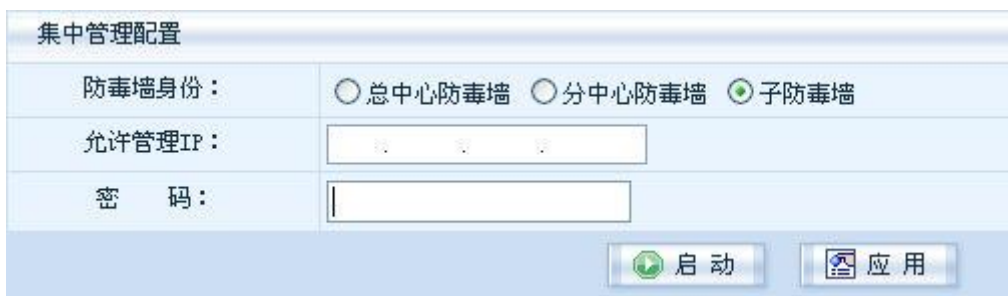 集中管理配置
防毒墙身份： 总中心防毒墙 分中心防毒墙 子防毒墙
允许管理IP： . . .
密 码：
启动 应用